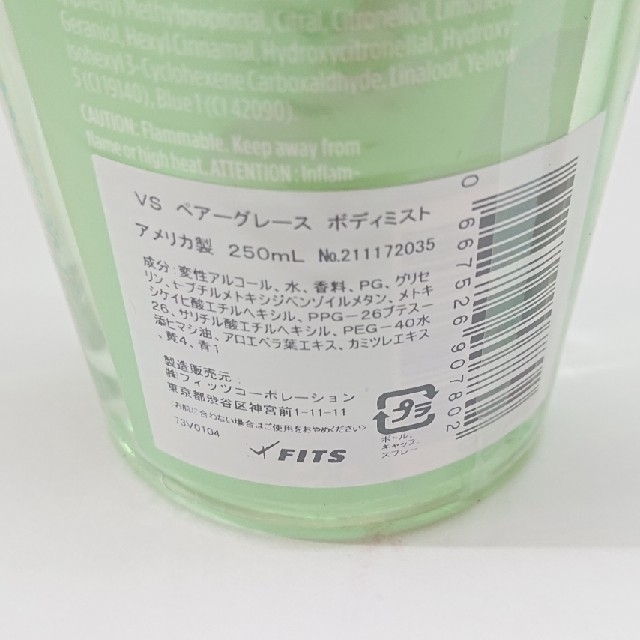 Methylpropional, Citral, Citronellol,
Geraniol, Hexyl Cinnamal, Hydroxycitronellal,
3-Cyclohexene Carboxaldehyde, Linalool, Yellow
5 (CI 19140), Blue 1 (CI 42090)
CAUTION: Flammable. Keep away from
flame or high heat. ATTENTION: Inflam-
VS ペアーグレース ボディミスト
アメリカ製 250mL No.211172035
成分:変性アルコール、水、香料、PG、グリセ
リン、t-ブチルメトキシジベンゾイルメタン、メトキ
シケイヒ酸エチルヘキシル、PPG-26ブテス-
26、サリチル酸エチルヘキシル、PEG-40水
添ヒマシ油、アロエベラ葉エキス、カミツレエキス
、黄4、青1
製造販売元:
㈱フィッツコーポレーション
東京都渋谷区神宮前1-11-11
お肌に合わない場合はご使用をおやめください
T3V0134
FITS
プラ
ボトル、
キャップ、
スプレー
0 667526 907802